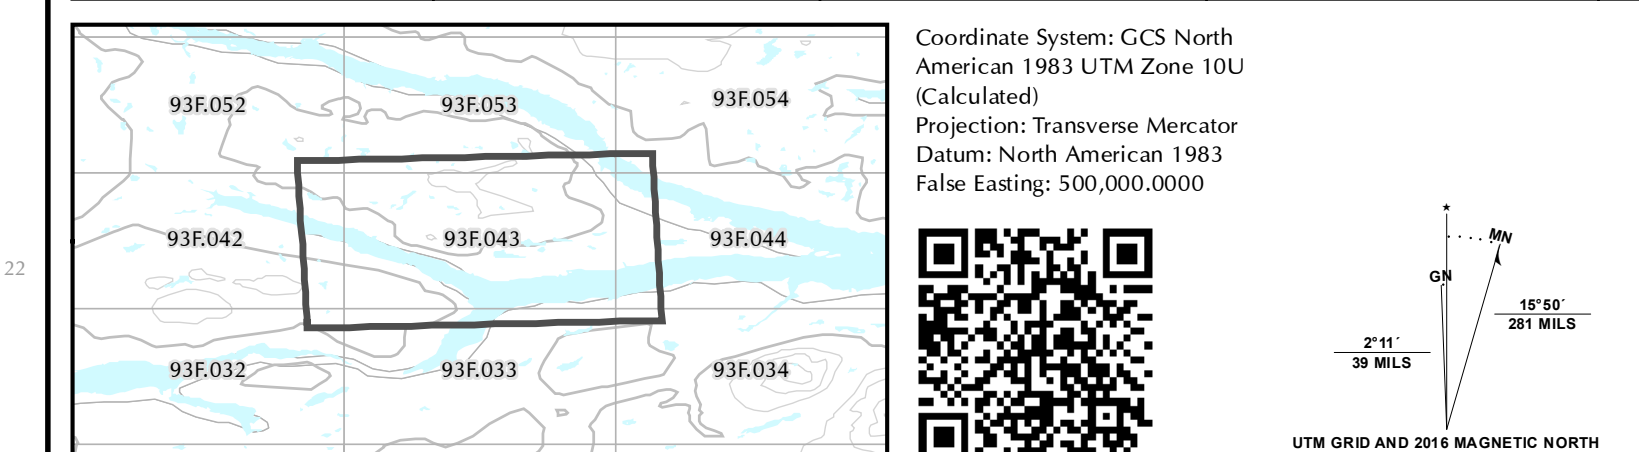 93F.052
93F.053
93F.054
93F.042
93F.043
93F.044
93F.032
93F.033
93F.034
22
Coordinate System: GCS North
American 1983 UTM Zone 10U
(Calculated)
Projection: Transverse Mercator
Datum: North American 1983
False Easting: 500,000.0000
MN
GN
15°50´
281 MILS
2°11´
39 MILS
UTM GRID AND 2016 MAGNETIC NORTH